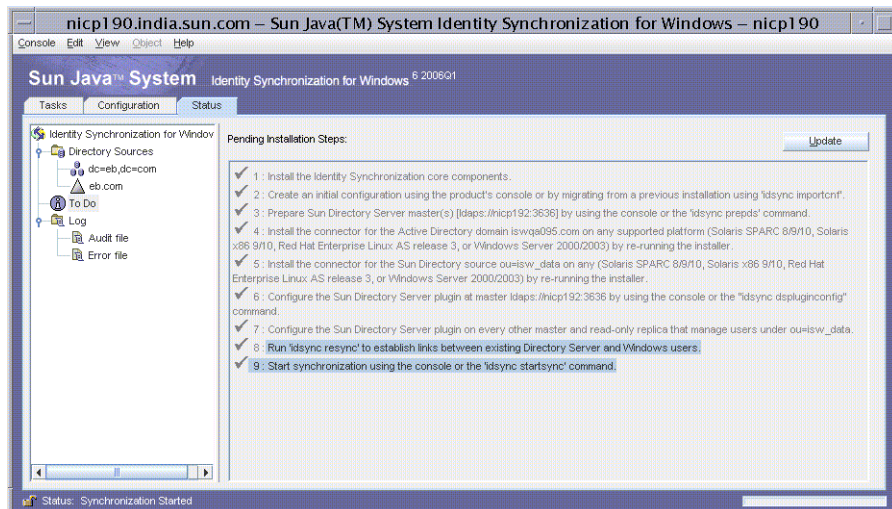 nicp190.india.sun.com – Sun Java(TM) System Identity Synchronization for Windows – nicp190
Console Edit View Object Help
Sun Java™ System Identity Synchronization for Windows 6 2006Q1
Tasks Configuration Status
Identity Synchronization for Window
Directory Sources
dc=eb,dc=com
eb.com
To Do
Log
Audit file
Error file
Pending Installation Steps:
Update
1 : Install the Identity Synchronization core components.
2 : Create an initial configuration using the product's console or by migrating from a previous installation using 'idsync importcnf'.
3 : Prepare Sun Directory Server master(s) [ldaps://nicp192:3636] by using the console or the 'idsync prepds' command.
4 : Install the connector for the Active Directory domain iswqa095.com on any supported platform (Solaris SPARC 8/9/10, Solaris
x86 9/10, Red Hat Enterprise Linux AS release 3, or Windows Server 2000/2003) by re-running the installer.
5 : Install the connector for the Sun Directory source ou=isw_data on any (Solaris SPARC 8/9/10, Solaris x86 9/10, Red Hat
Enterprise Linux AS release 3, or Windows Server 2000/2003) by re-running the installer.
6 : Configure the Sun Directory Server plugin at master ldaps://nicp192:3636 by using the console or the "idsync dspluginconfig"
command.
7 : Configure the Sun Directory Server plugin on every other master and read-only replica that manage users under ou=isw_data.
8 : Run 'idsync resync' to establish links between existing Directory Server and Windows users.
9 : Start synchronization using the console or the 'idsync startsync' command.
Status: Synchronization Started